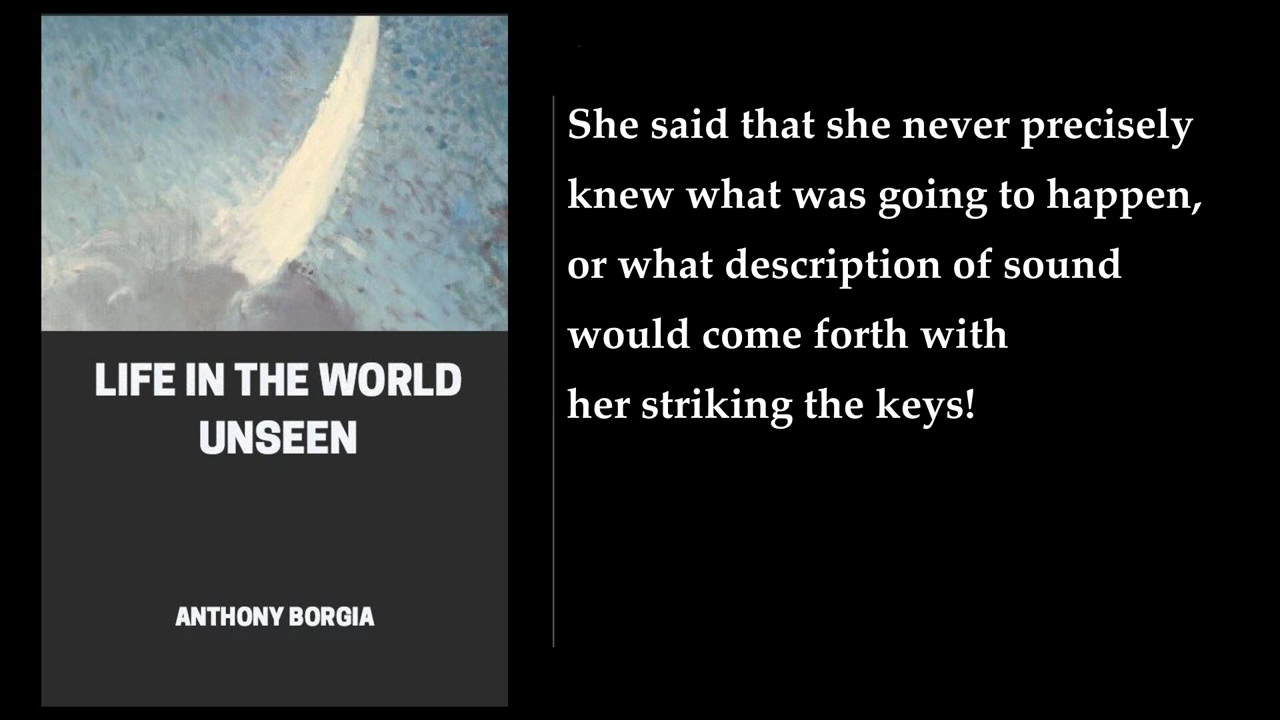 LIFE IN THE WORLD
UNSEEN
ANTHONY BORGIA
She said that she never precisely
knew what was going to happen,
or what description of sound
would come forth with
her striking the keys!